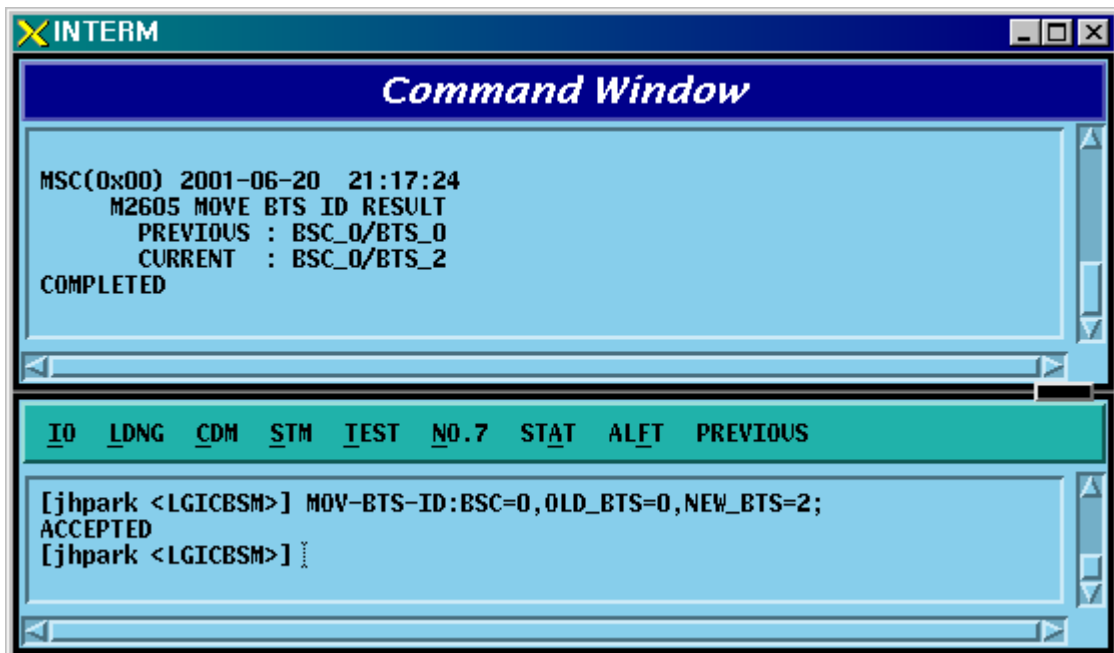 INTERM
Command Window
MSC(0x00) 2001-06-20 21:17:24
M2605 MOVE BTS ID RESULT
PREVIOUS : BSC_0/BTS_0
CURRENT : BSC_0/BTS_2
COMPLETED
IO LDNG CDM STM TEST NO.7 STAT ALFT PREVIOUS
[jhpark <LGICBSM>] MOV-BTS-ID:BSC=0,OLD_BTS=0,NEW_BTS=2;
ACCEPTED
[jhpark <LGICBSM>]